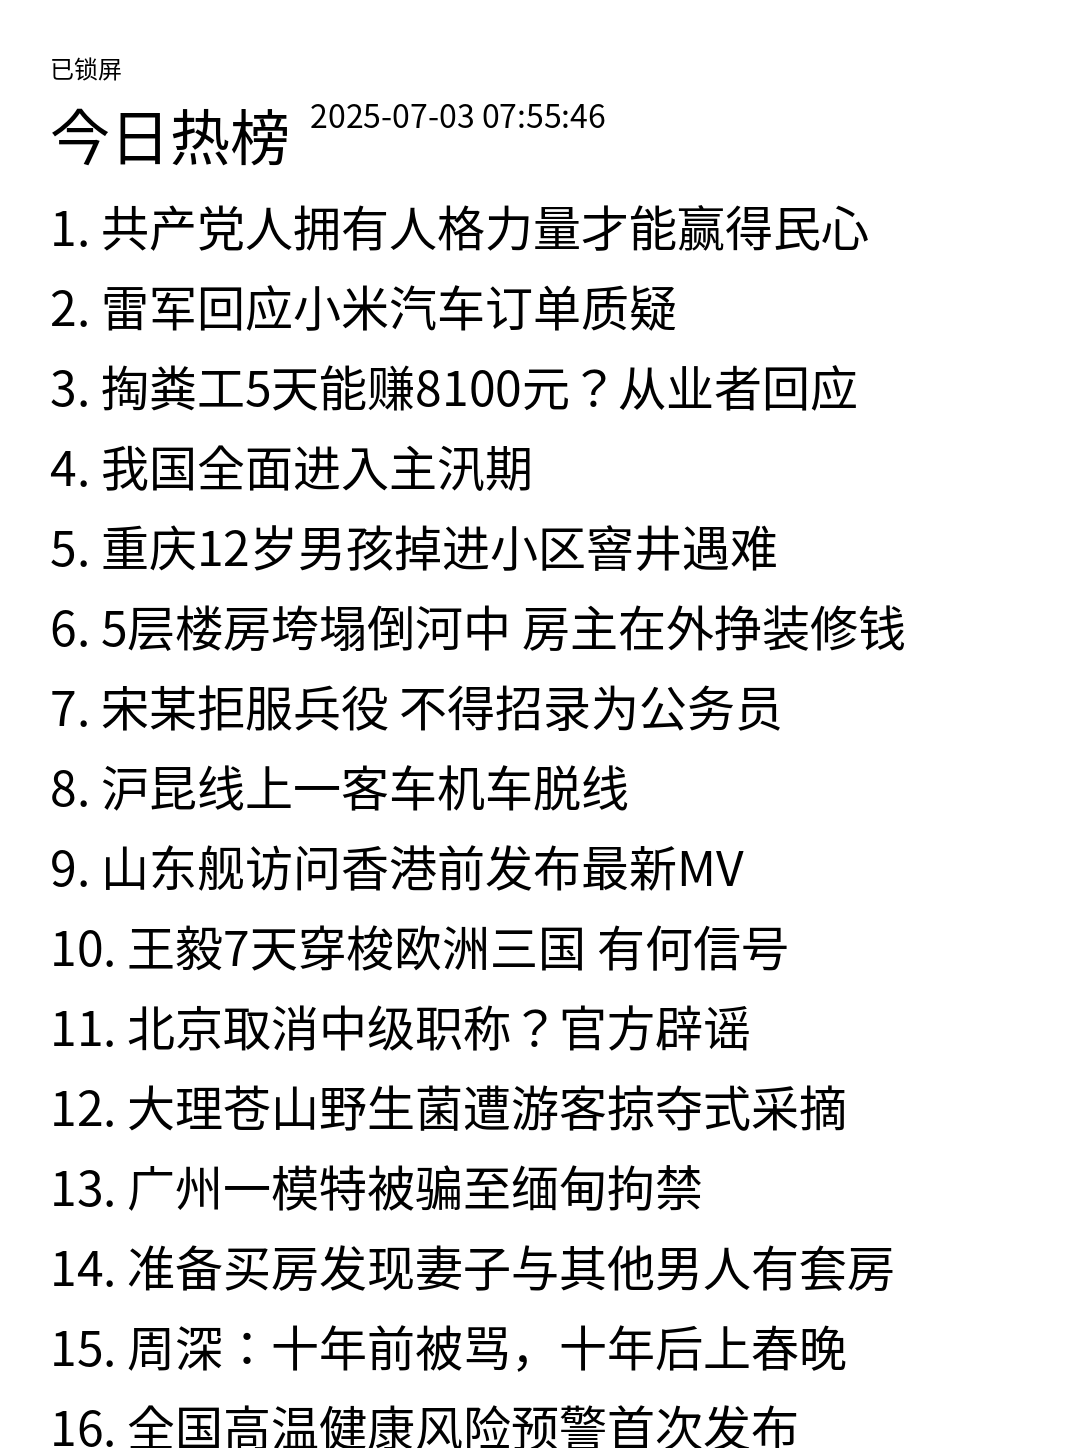 已锁屏
今日热榜 2025-07-03 07:55:46
1. 共产党人拥有人格力量才能赢得民心
2. 雷军回应小米汽车订单质疑
3. 掏粪工5天能赚8100元？从业者回应
4. 我国全面进入主汛期
5. 重庆12岁男孩掉进小区窨井遇难
6. 5层楼房垮塌倒河中 房主在外挣装修钱
7. 宋某拒服兵役 不得招录为公务员
8. 沪昆线上一客车机车脱线
9. 山东舰访问香港前发布最新MV
10. 王毅7天穿梭欧洲三国 有何信号
11. 北京取消中级职称？官方辟谣
12. 大理苍山野生菌遭游客掠夺式采摘
13. 广州一模特被骗至缅甸拘禁
14. 准备买房发现妻子与其他男人有套房
15. 周深：十年前被骂，十年后上春晚
16. 全国高温健康风险预警首次发布